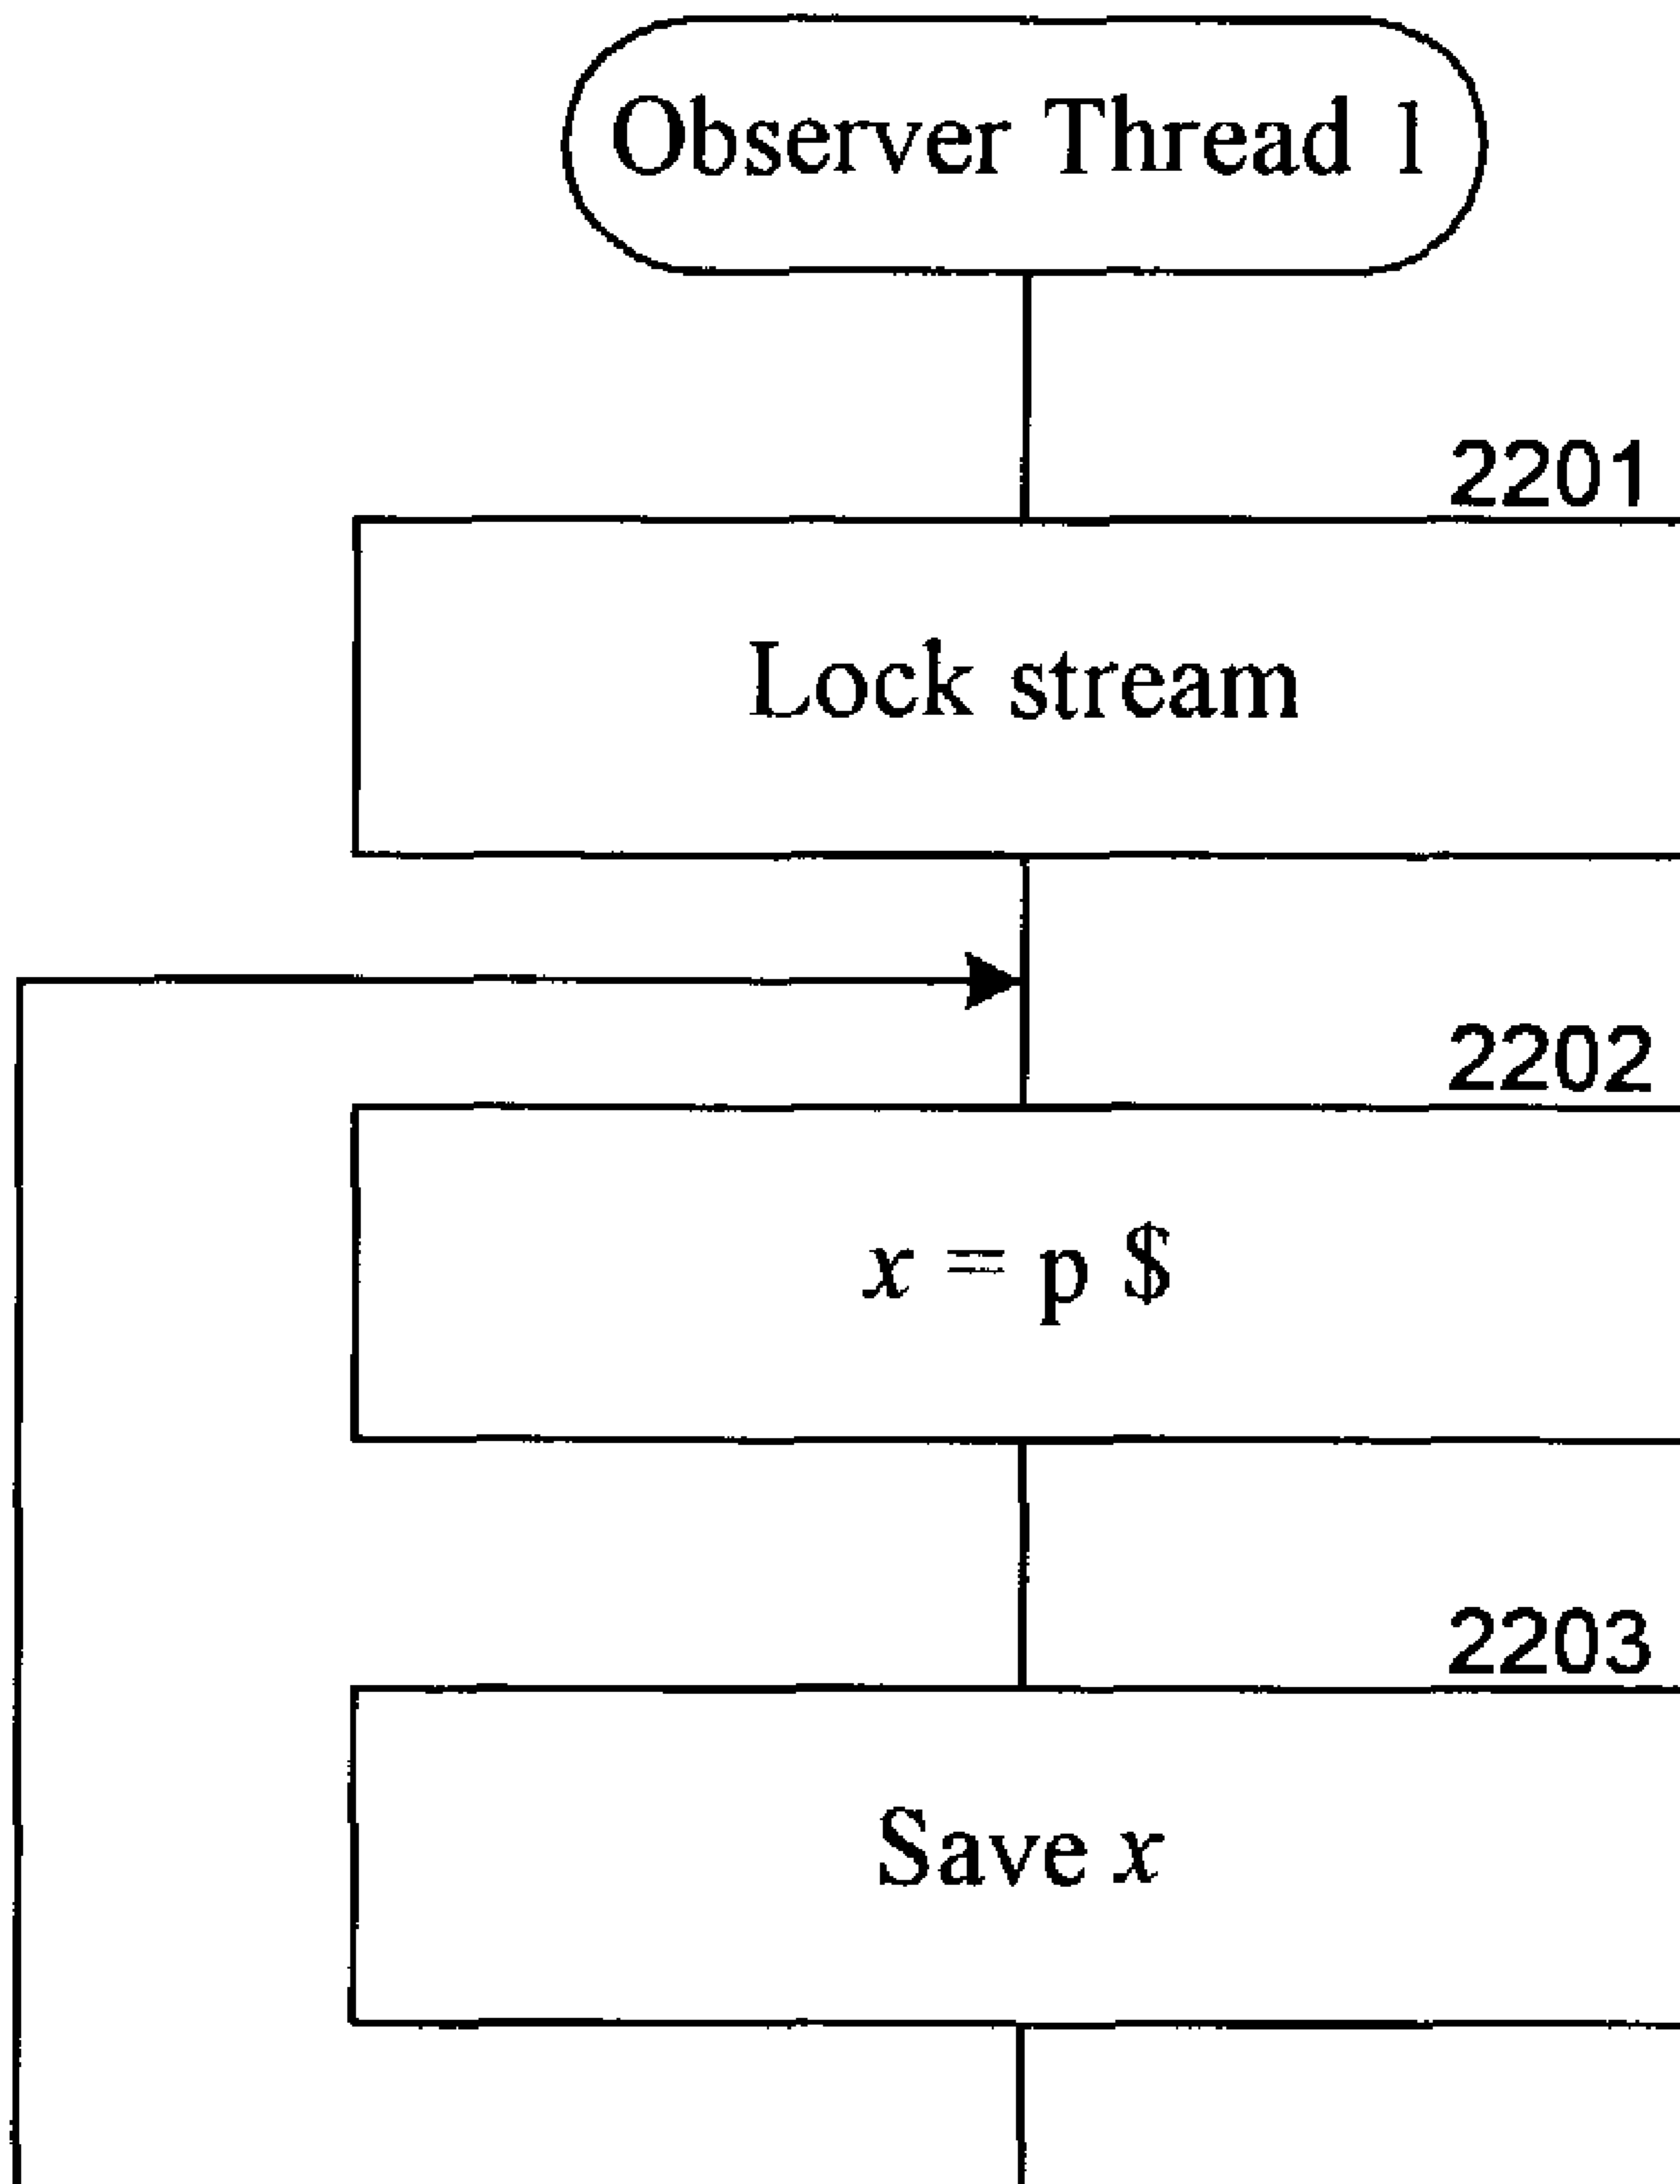 Observer Thread 1
2201
Lock stream
2202
x = p $
2203
Save x